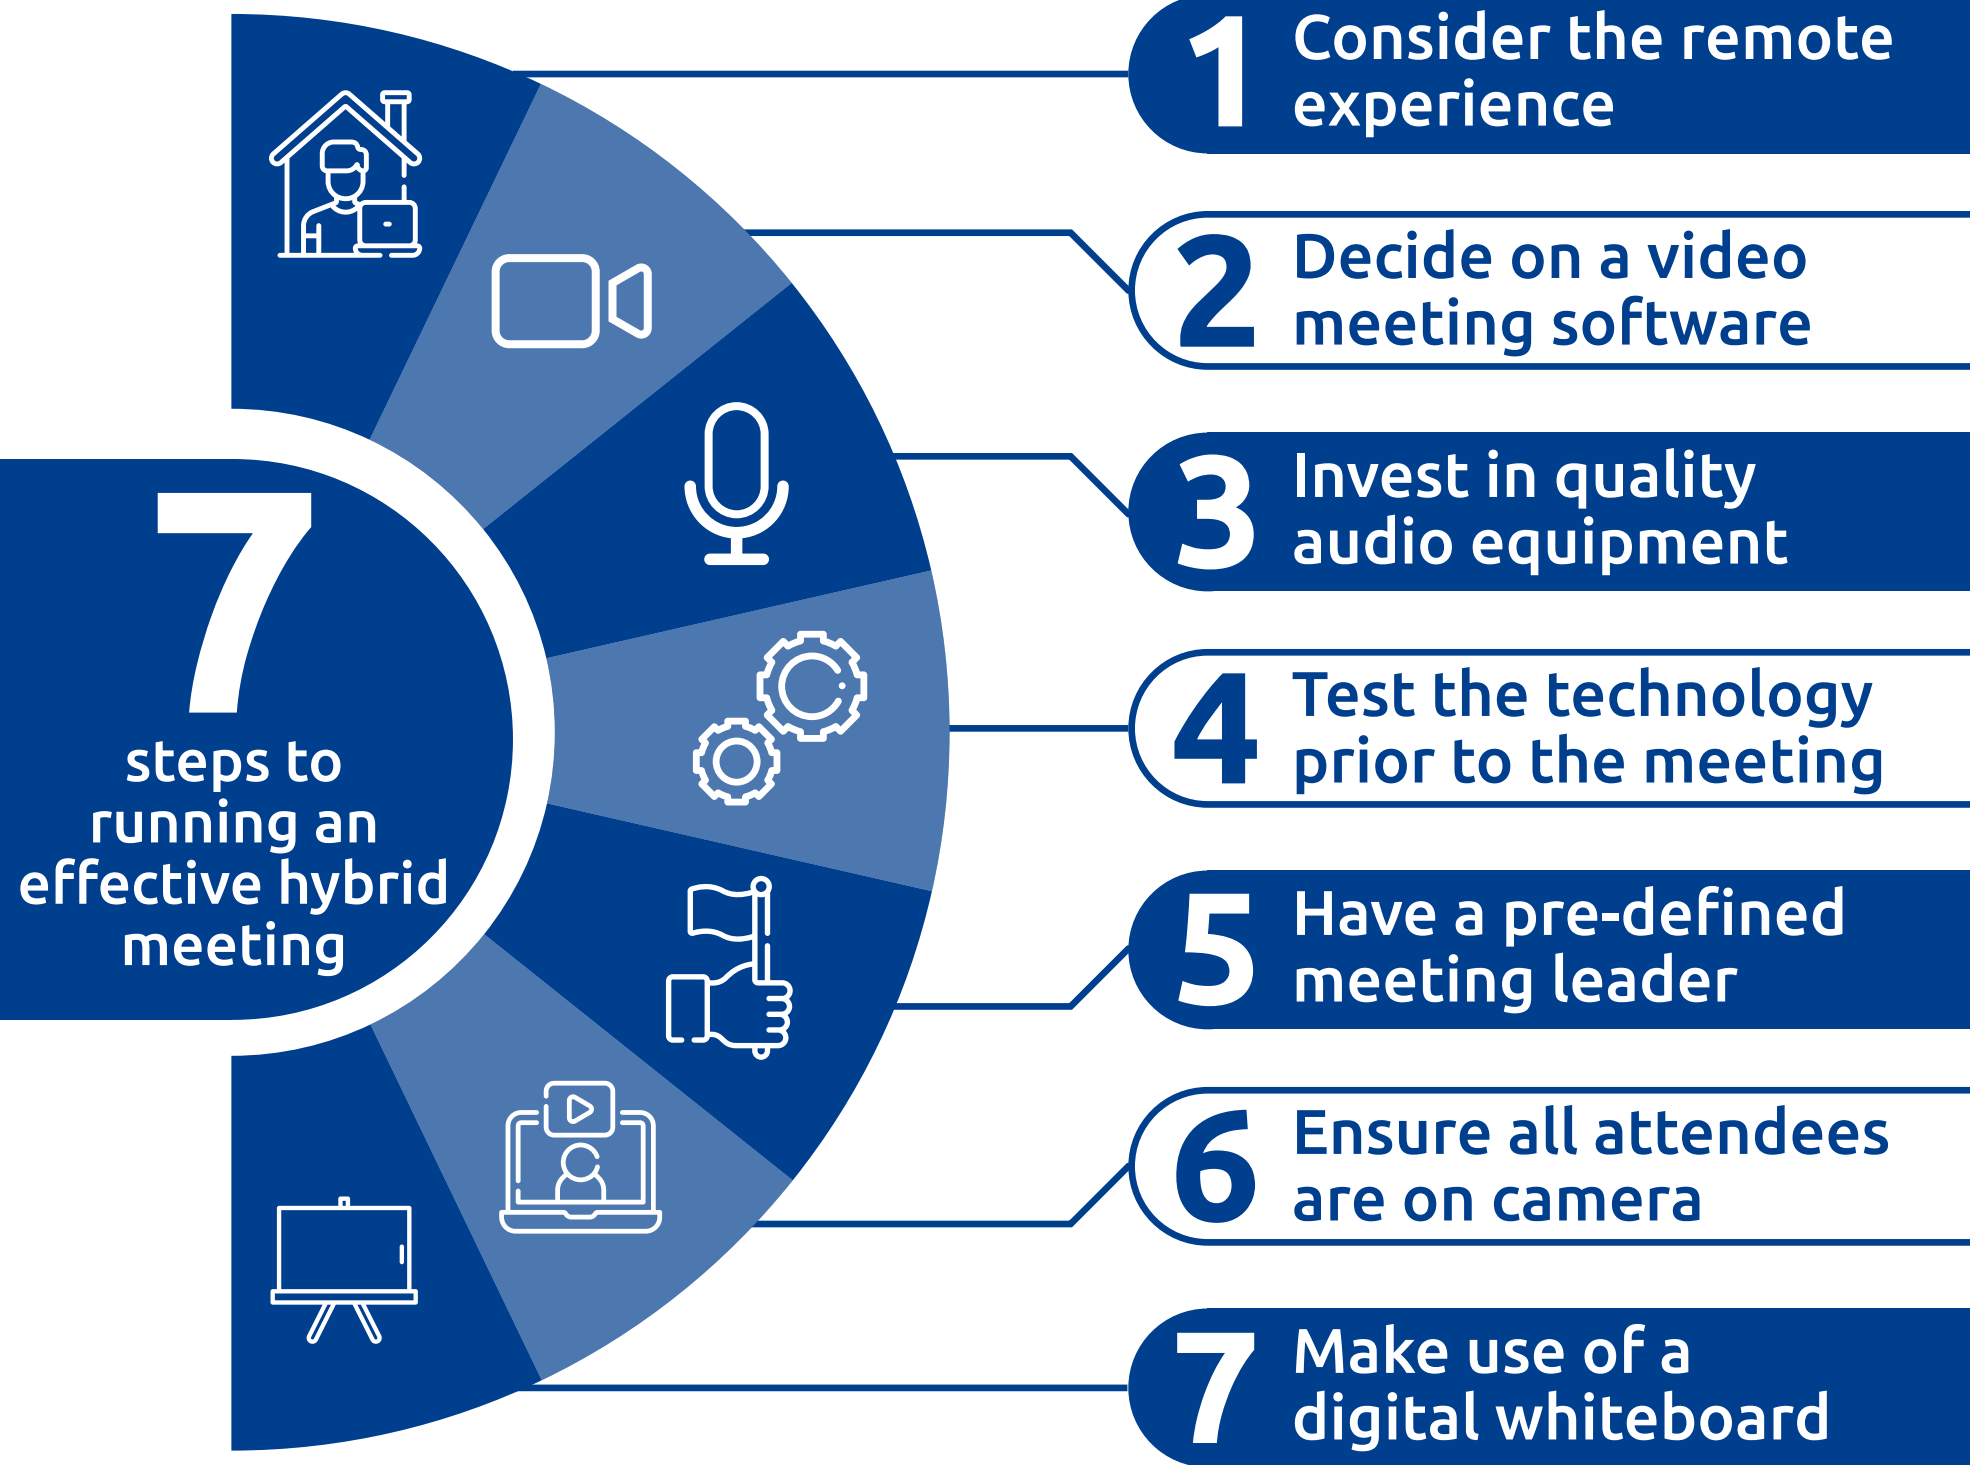 7
steps to
running an
effective hybrid
meeting
1
Consider the remote
experience
2
Decide on a video
meeting software
3
Invest in quality
audio equipment
4
Test the technology
prior to the meeting
5
Have a pre-defined
meeting leader
6
Ensure all attendees
are on camera
7
Make use of a
digital whiteboard